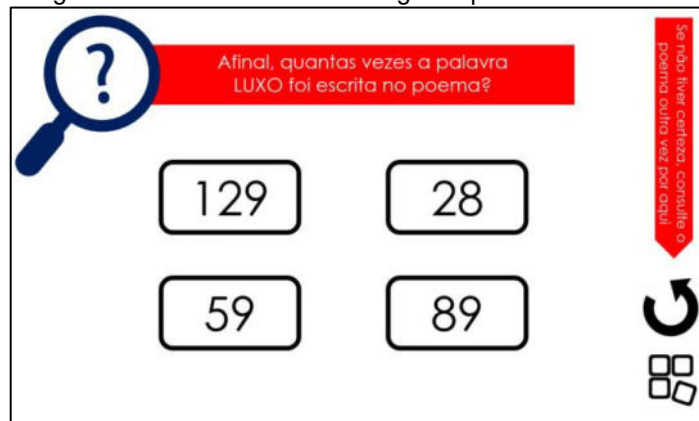 ?
Afinal, quantas vezes a palavra
LUXO foi escrita no poema?
129
28
59
89
Se não tiver certeza, consulte o
poema outra vez por aqui